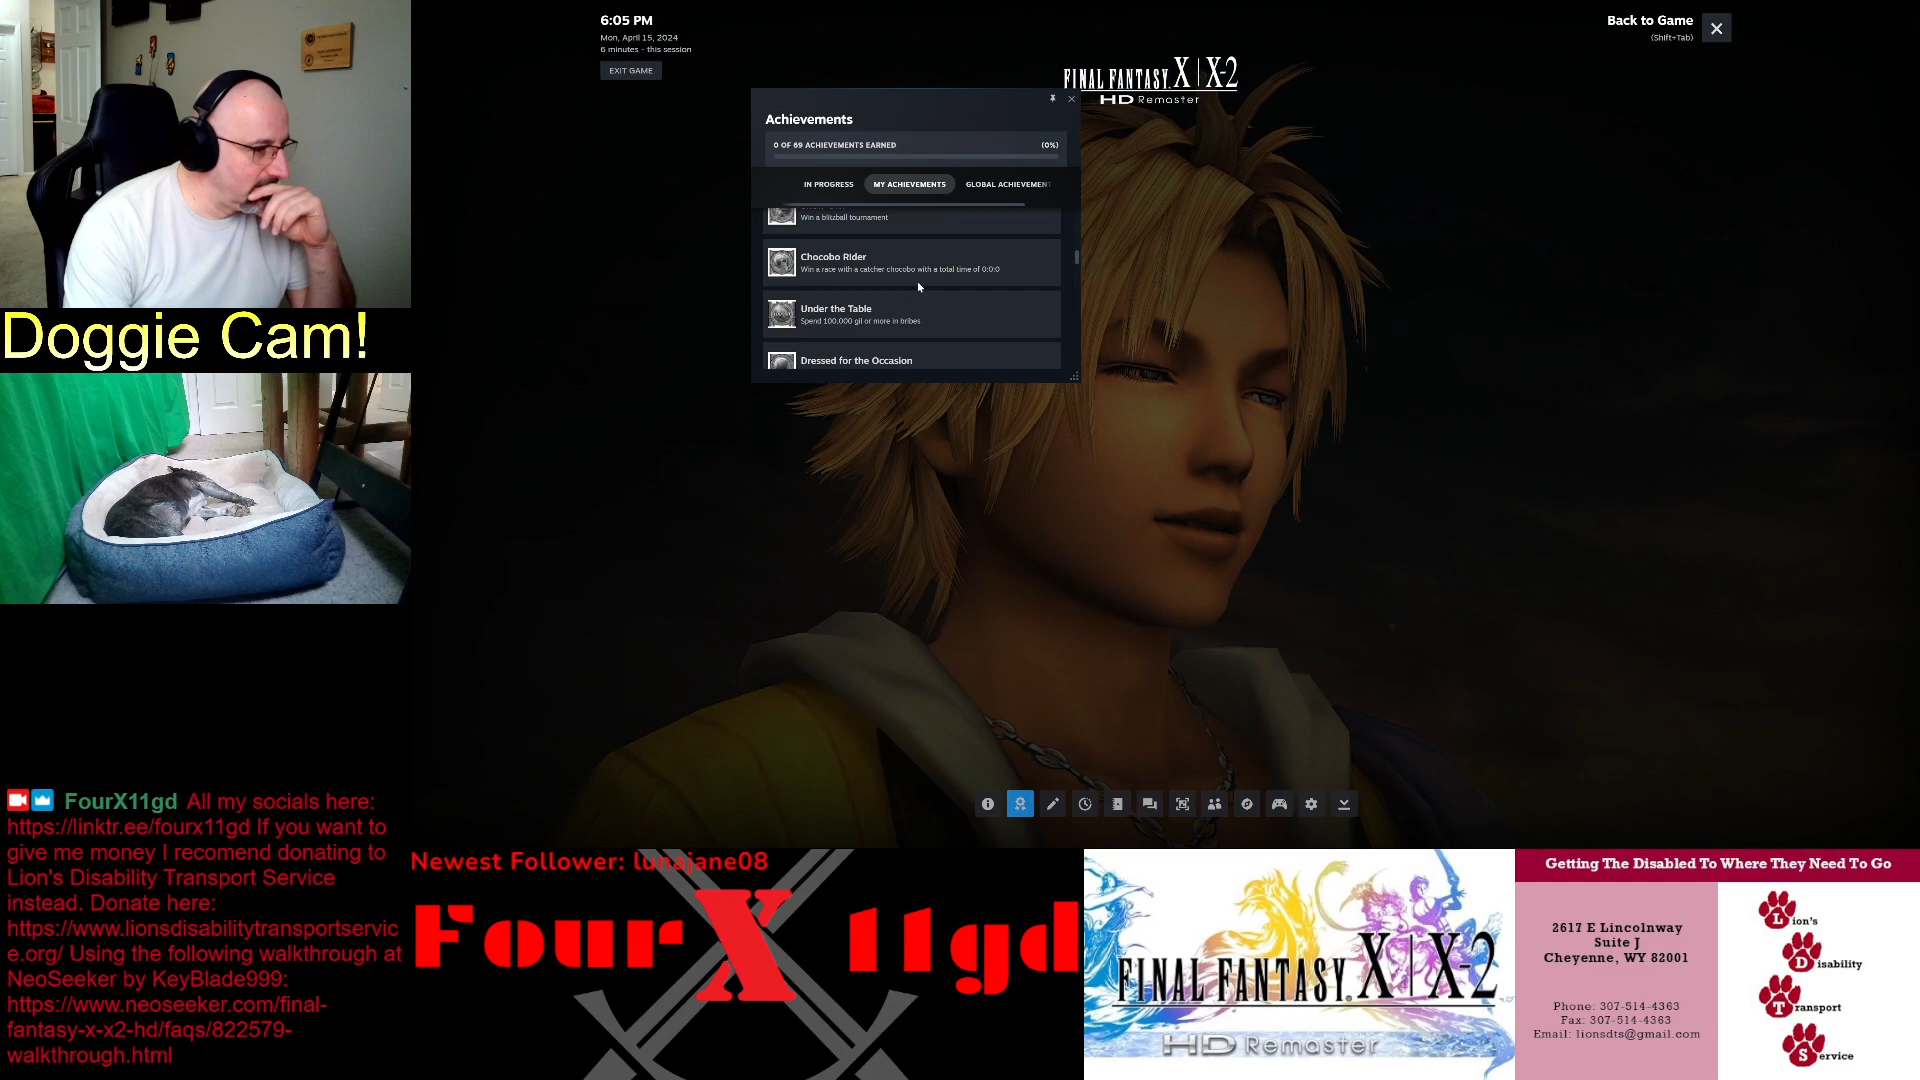 6:05 PM
Mon, April 15, 2024
6 minutes - this session
EXIT GAME
Back to Game
(Shift+Tab)
FINAL FANTASY X | X-2
HD Remaster
Achievements
0 OF 69 ACHIEVEMENTS EARNED (0%)
IN PROGRESS MY ACHIEVEMENTS GLOBAL ACHIEVEMENT
Win a blitzball tournament
Chocobo Rider
Win a race with a catcher chocobo with a total time of 0:0:0
Under the Table
Spend 100,000 gil or more in bribes
Dressed for the Occasion
Doggie Cam!
FourX11gd All my socials here:
https://linktr.ee/fourx11gd If you want to
give me money I recomend donating to
Lion's Disability Transport Service
instead. Donate here:
https://www.lionsdisabilitytransportservic
e.org/ Using the following walkthrough at
NeoSeeker by KeyBlade999:
https://www.neoseeker.com/final-
fantasy-x-x2-hd/faqs/822579-
walkthrough.html
Newest Follower: lunajane08
FourX11gd
FINAL FANTASY X | X-2
HD Remaster
Getting The Disabled To Where They Need To Go
2617 E Lincolnway
Suite J
Cheyenne, WY 82001
Phone: 307-514-4363
Fax: 307-514-4363
Email: lionsdts@gmail.com
Lion's
Disability
Transport
Service